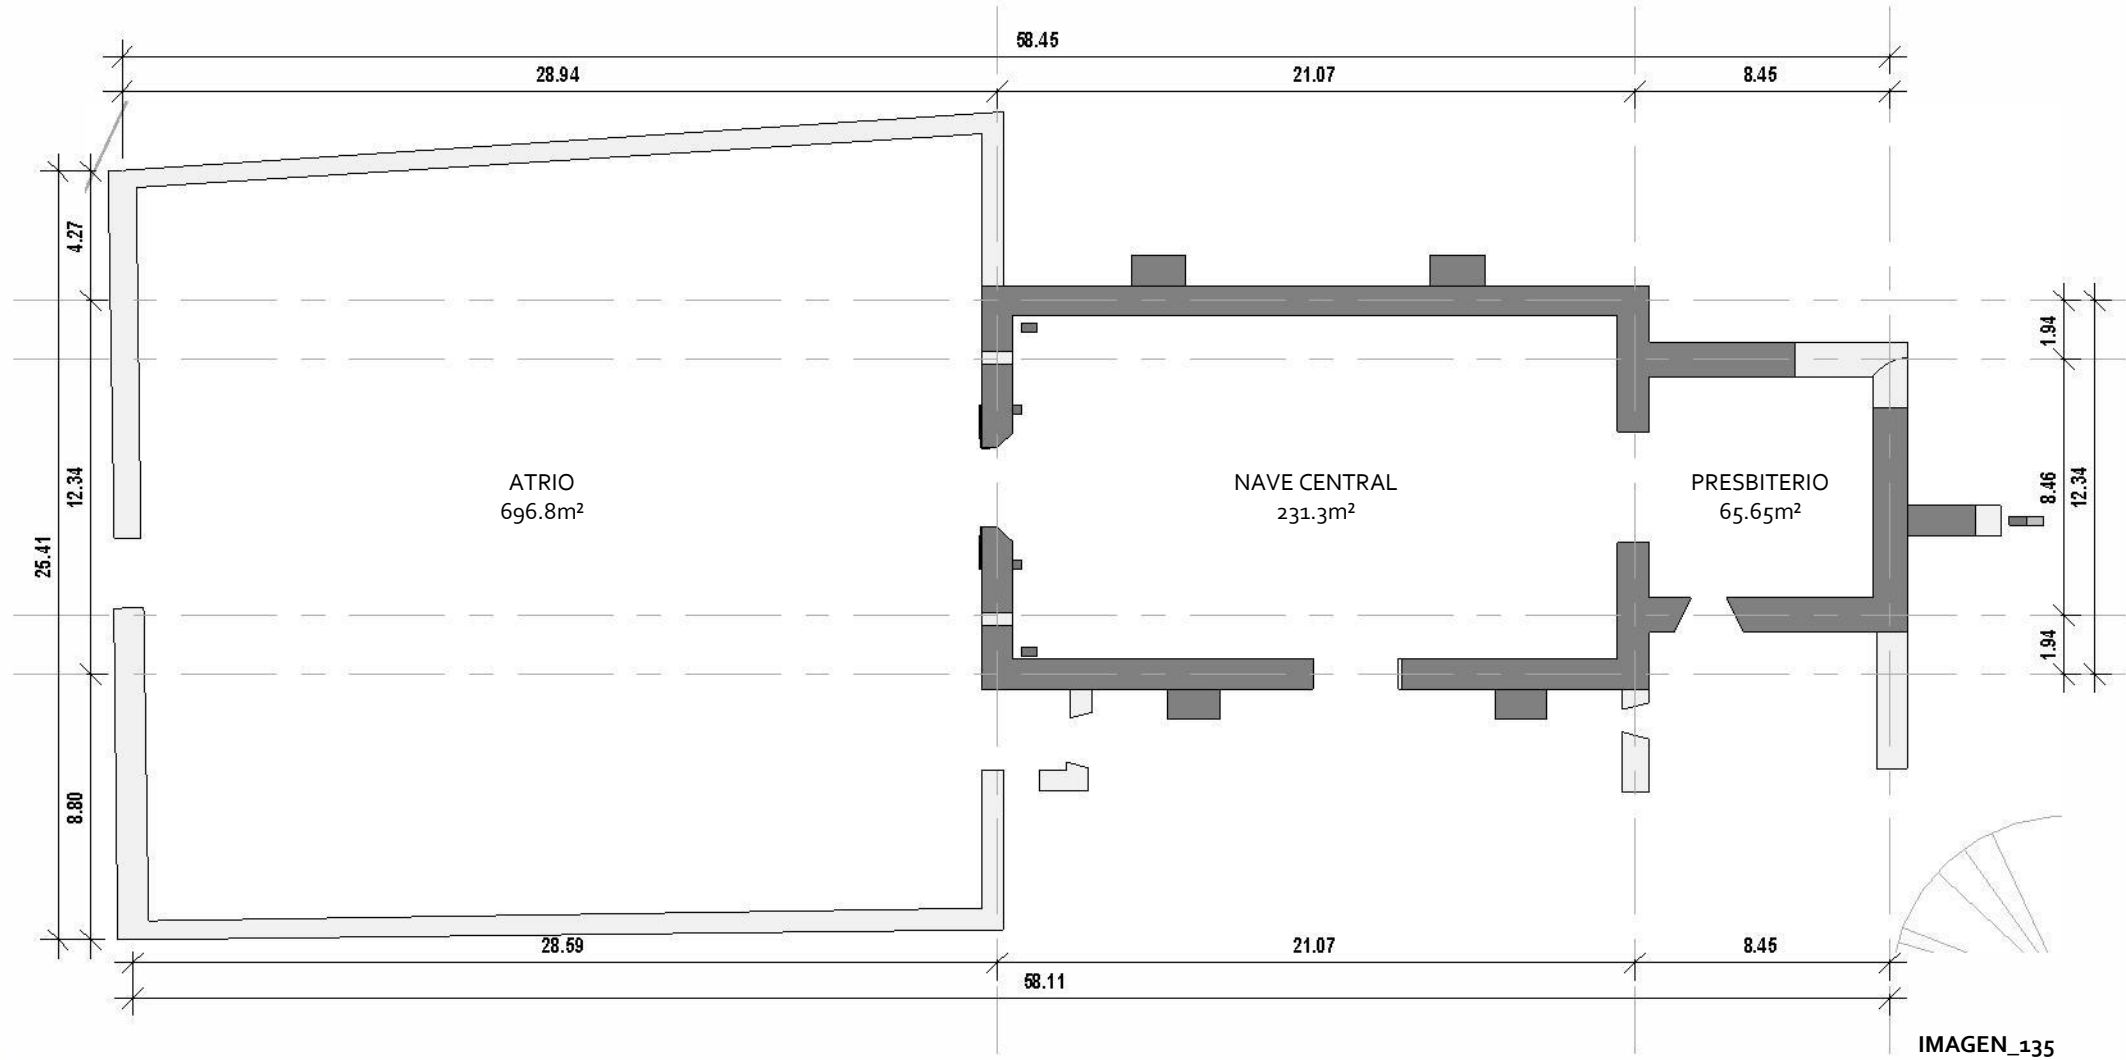 58.45
28.94
21.07
8.45
4.27
12.34
25.41
8.80
ATRIO
696.8m²
NAVE CENTRAL
231.3m²
PRESBITERIO
65.65m²
1.94
8.46
12.34
1.94
28.59
21.07
8.45
58.11
IMAGEN_135